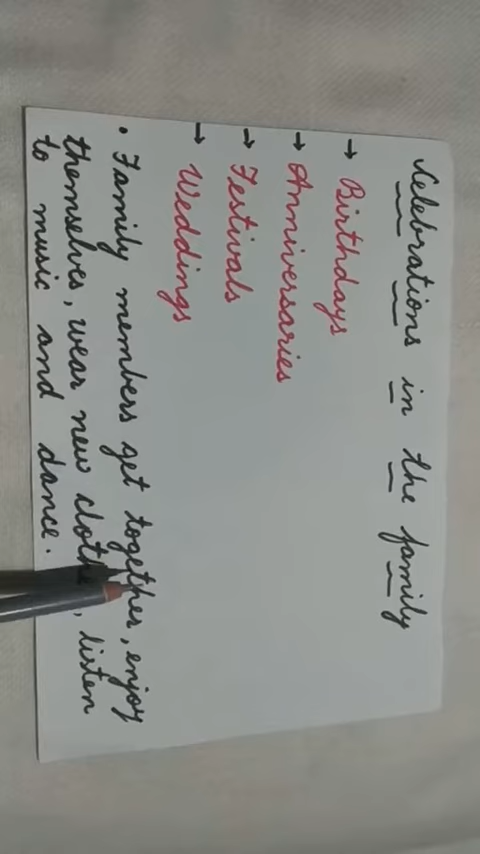 Celebrations in the family
→ Birthdays
→ Anniversaries
→ Festivals
→ Weddings
• Family members get together, enjoy
themselves, wear new clothe, listen
to music and dance.